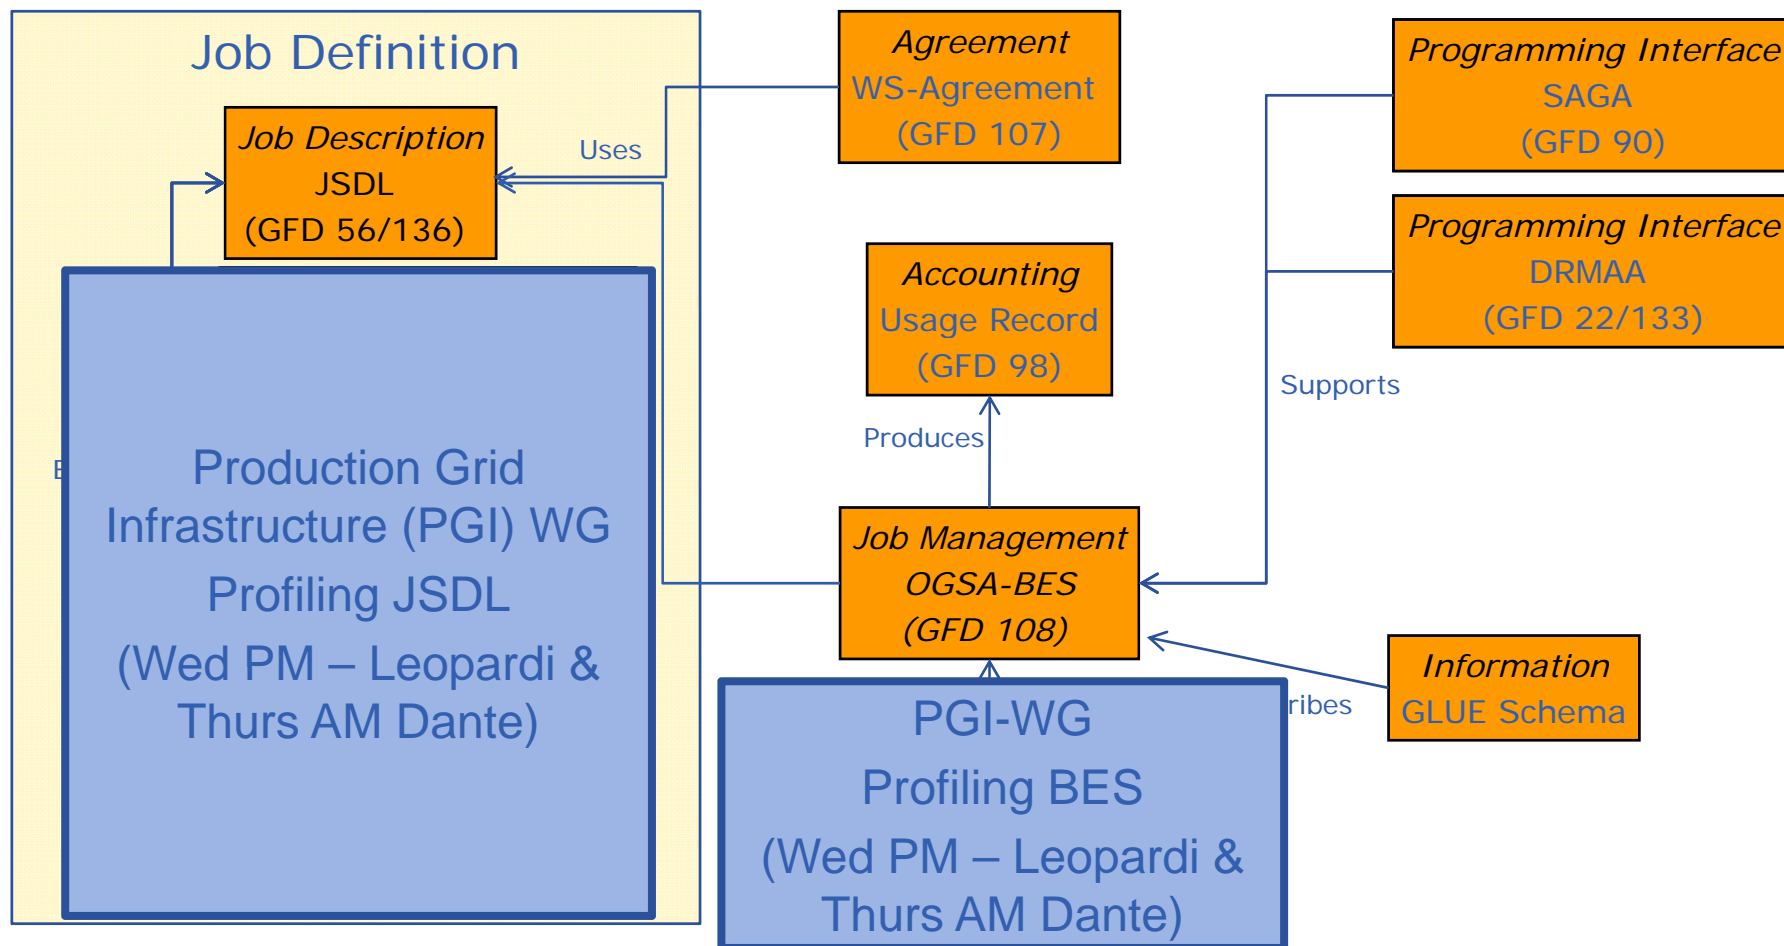 Job Definition
Job Description
JSDL
(GFD 56/136)
Uses
Agreement
WS-Agreement
(GFD 107)
Programming Interface
SAGA
(GFD 90)
Programming Interface
DRMAA
(GFD 22/133)
Accounting
Usage Record
(GFD 98)
Supports
Produces
Production Grid
Infrastructure (PGI) WG
Profiling JSDL
(Wed PM – Leopardi &
Thurs AM Dante)
Job Management
OGSA-BES
(GFD 108)
Information
GLUE Schema
ribes
PGI-WG
Profiling BES
(Wed PM – Leopardi &
Thurs AM Dante)